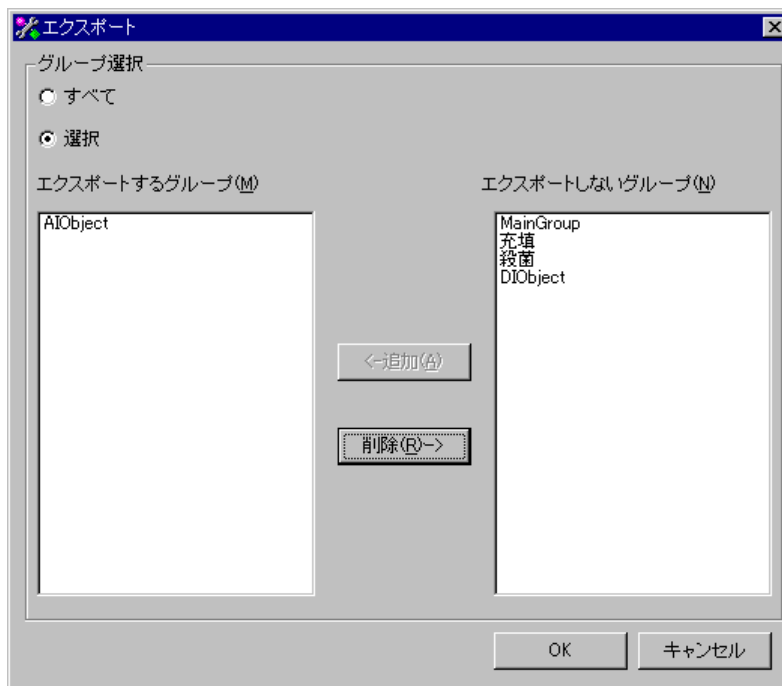 エクスポート
グループ選択
すべて
選択
エクスポートするグループ(M)
エクスポートしないグループ(N)
AIObject
MainGroup
充填
殺菌
DIObject
<-追加(A)
削除(R)->
OK
キャンセル